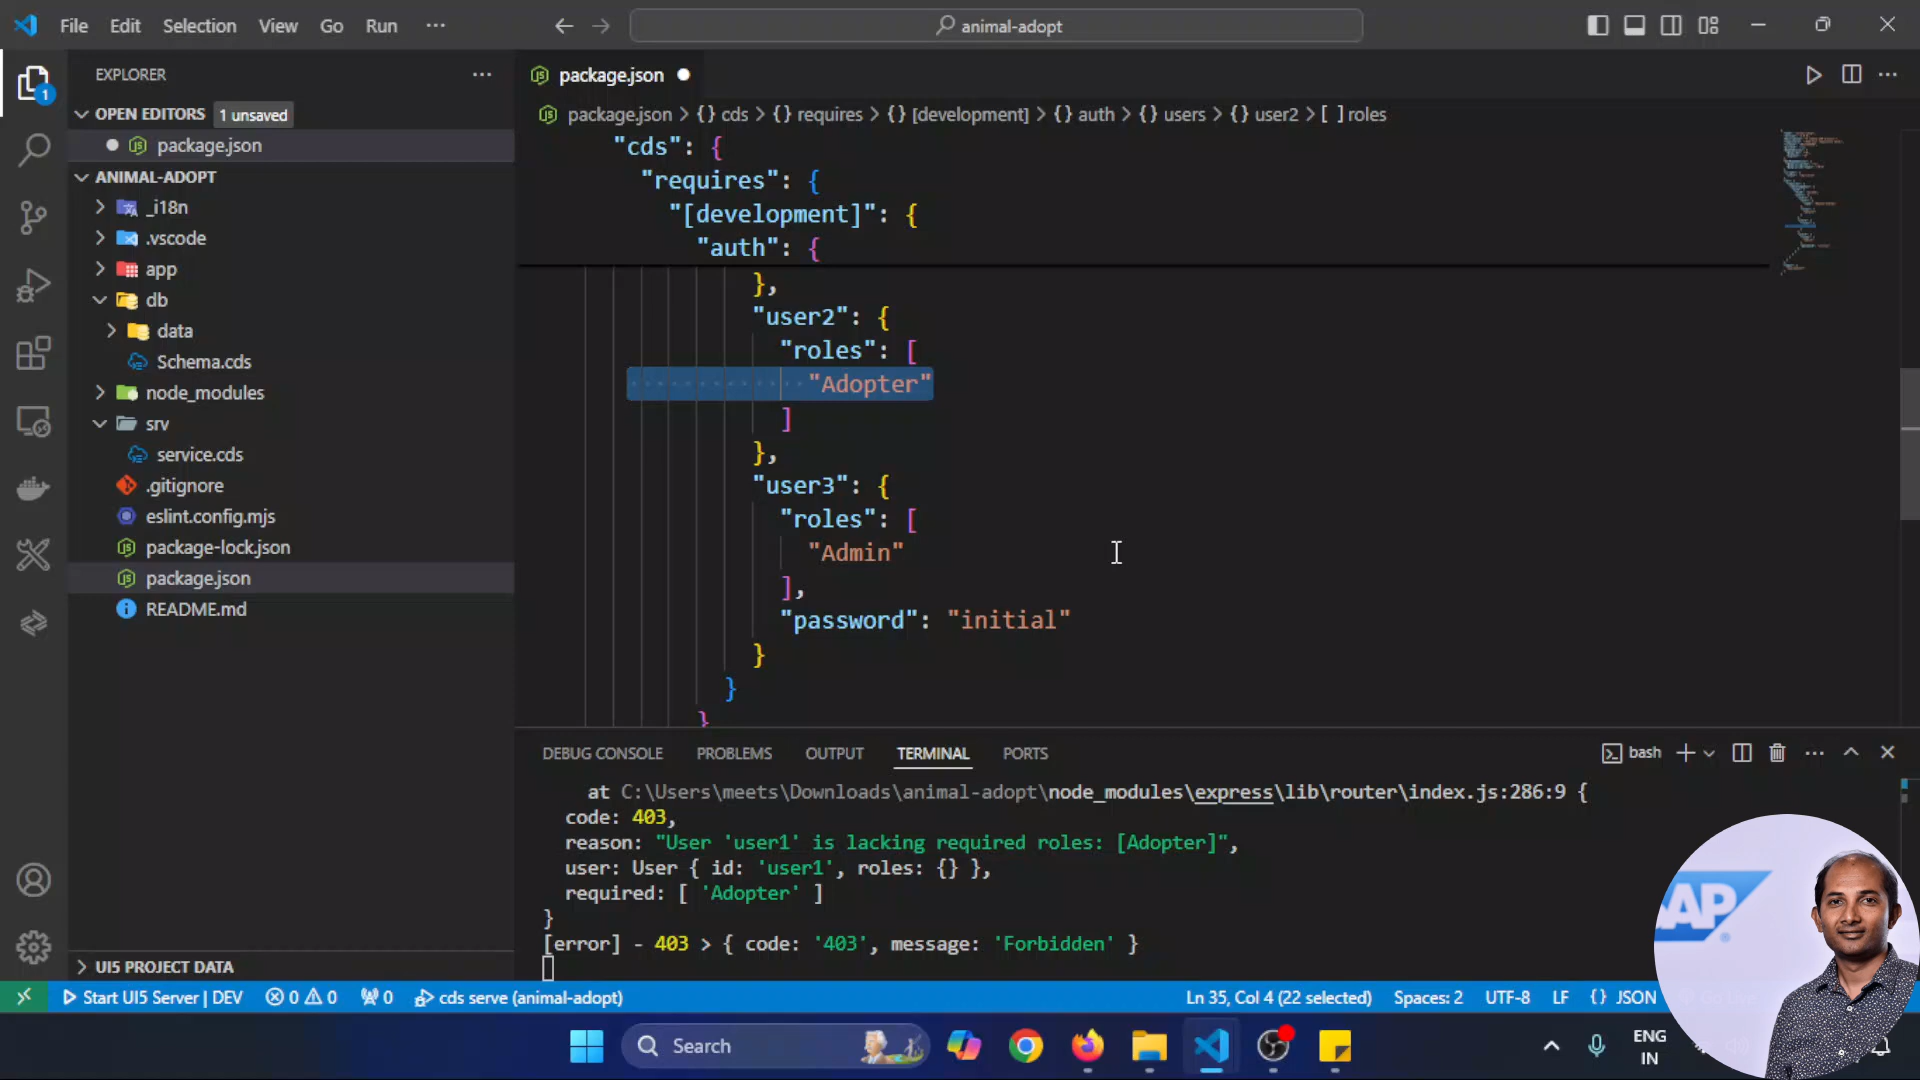 File Edit Selection View Go Run ··· animal-adopt
EXPLORER
OPEN EDITORS 1 unsaved
package.json
ANIMAL-ADOPT
_i18n
.vscode
app
db
data
Schema.cds
node_modules
srv
service.cds
.gitignore
eslint.config.mjs
package-lock.json
package.json
README.md
UI5 PROJECT DATA
package.json
package.json > {} cds > {} requires > {} [development] > {} auth > {} users > {} user2 > [ ] roles
"cds": {
"requires": {
"[development]": {
"auth": {
},
"user2": {
"roles": [
"Adopter"
]
},
"user3": {
"roles": [
"Admin"
],
"password": "initial"
}
}
}
DEBUG CONSOLE PROBLEMS OUTPUT TERMINAL PORTS bash
at C:\Users\meets\Downloads\animal-adopt\node_modules\express\lib\router\index.js:286:9 {
code: 403,
reason: "User 'user1' is lacking required roles: [Adopter]",
user: User { id: 'user1', roles: {} },
required: [ 'Adopter' ]
}
[error] - 403 > { code: '403', message: 'Forbidden' }
AP
Start UI5 Server | DEV 0 0 0 cds serve (animal-adopt) Ln 35, Col 4 (22 selected) Spaces: 2 UTF-8 LF {} JSON
Search
ENG
IN
1